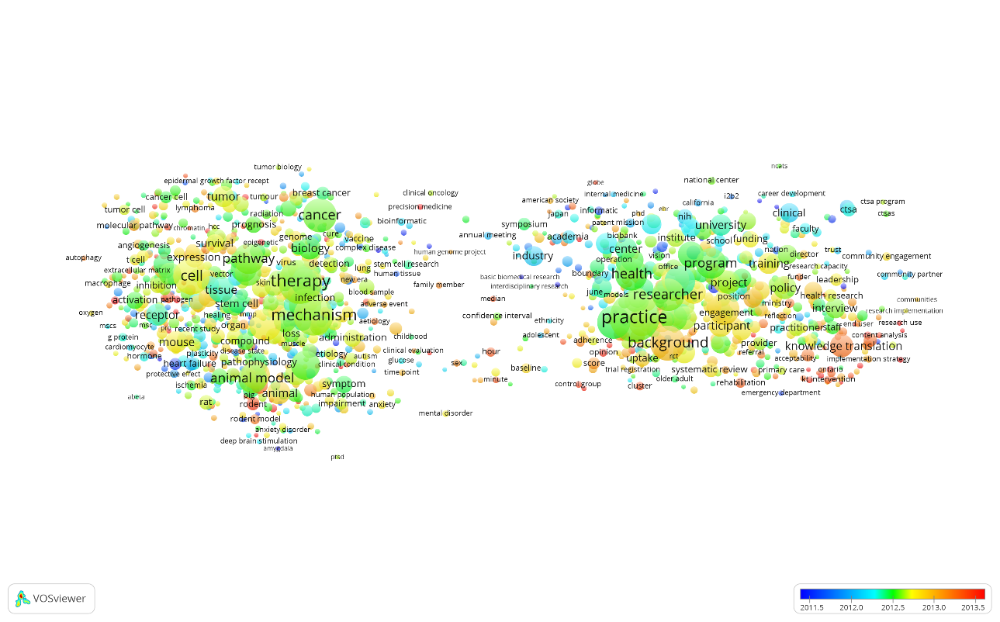 tumor biology
epidermal growth factor recept
cancer cell
tumor
tumour
breast cancer
clinical oncology
tumor cell
lymphoma
radiation
cancer
precision medicine
molecular pathway
chromatin
hcc
prognosis
bioinformatic
angiogenesis
survival
epigenetic
genome
cure
vaccine
biology
complex disease
autophagy
t cell
expression
pathway
virus
detection
human genome project
extracellular matrix
cell
vector
lung
stem cell research
human tissue
macrophage
inhibition
tissue
skin
therapy
new era
family member
activation
pathogen
stem cell
infection
blood sample
adverse event
oxygen
receptor
healing
mmp
mechanism
aetiology
mscs
msc
recent study
organ
loss
administration
childhood
g protein
mouse
compound
muscle
cardiomyocyte
plasticity
disease state
etiology
autism
clinical evaluation
hormone
heart failure
pathophysiology
clinical condition
glucose
time point
protective effect
animal model
ischemia
symptom
abeta
rat
pig
animal
human population
rodent
impairment
anxiety
rodent model
mental disorder
anxiety disorder
deep brain stimulation
amygdala
ptsd
ncats
globe
national center
american society
internal medicine
i2b2
career development
california
ctsa program
japan
informatic
phd
ehr
nih
clinical
ctsa
ctsas
symposium
patent
mission
university
faculty
annual meeting
academia
biobank
institute
school
funding
industry
center
nation
trust
operation
vision
director
community engagement
basic biomedical research
boundary
health
office
program
training
research capacity
interdisciplinary research
project
funder
leadership
community partner
june
models
researcher
position
policy
health research
communities
median
ministry
interview
research implementation
confidence interval
ethnicity
practice
engagement
reflection
participant
practitioner
staff
end user
research use
adolescent
adherence
background
provider
knowledge translation
content analysis
hour
opinion
uptake
rct
referral
acceptability
implementation strategy
sex
baseline
score
trial registration
systematic review
primary care
ontario
minute
control group
cluster
older adult
rehabilitation
kt intervention
emergency department
VOSviewer
2011.5
2012.0
2012.5
2013.0
2013.5